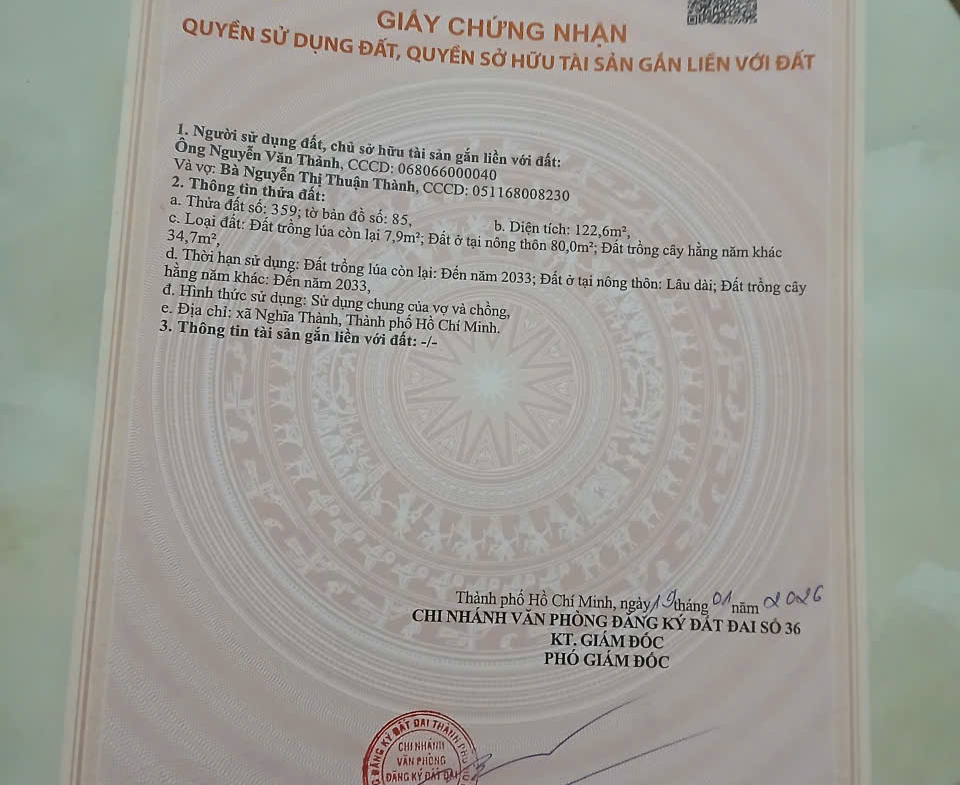 GIẤY CHỨNG NHẬN
QUYỀN SỬ DỤNG ĐẤT, QUYỀN SỞ HỮU TÀI SẢN GẮN LIỀN VỚI ĐẤT
1. Người sử dụng đất, chủ sở hữu tài sản gắn liền với đất:
Ông Nguyễn Văn Thành, CCCD: 068066000040
Và vợ: Bà Nguyễn Thị Thuận Thành, CCCD: 051168008230
2. Thông tin thửa đất:
a. Thửa đất số: 359; tờ bản đồ số: 85, b. Diện tích: 122,6m²,
c. Loại đất: Đất trồng lúa còn lại 7,9m²; Đất ở tại nông thôn 80,0m²; Đất trồng cây hằng năm khác
34,7m²,
d. Thời hạn sử dụng: Đất trồng lúa còn lại: Đến năm 2033; Đất ở tại nông thôn: Lâu dài; Đất trồng cây
hằng năm khác: Đến năm 2033,
đ. Hình thức sử dụng: Sử dụng chung của vợ và chồng,
e. Địa chỉ: xã Nghĩa Thành, Thành phố Hồ Chí Minh.
3. Thông tin tài sản gắn liền với đất: -/-
Thành phố Hồ Chí Minh, ngày 19 tháng 01 năm 2026
CHI NHÁNH VĂN PHÒNG ĐĂNG KÝ ĐẤT ĐAI SỐ 36
KT. GIÁM ĐỐC
PHÓ GIÁM ĐỐC
ĐĂNG KÝ ĐẤT ĐAI THÀNH PHỐ
CHI NHÁNH
VĂN PHÒNG
ĐĂNG KÝ ĐẤT ĐAI